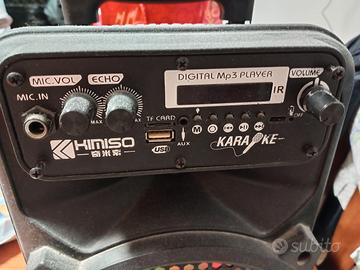 DIGITAL MP3 PLAYER
VOLUME
MIC.VOL
ECHO
MIC.IN
IR
MAX
TF CARD
M
OFF
KIMISO
USB
AUX
KARAOKE
subito